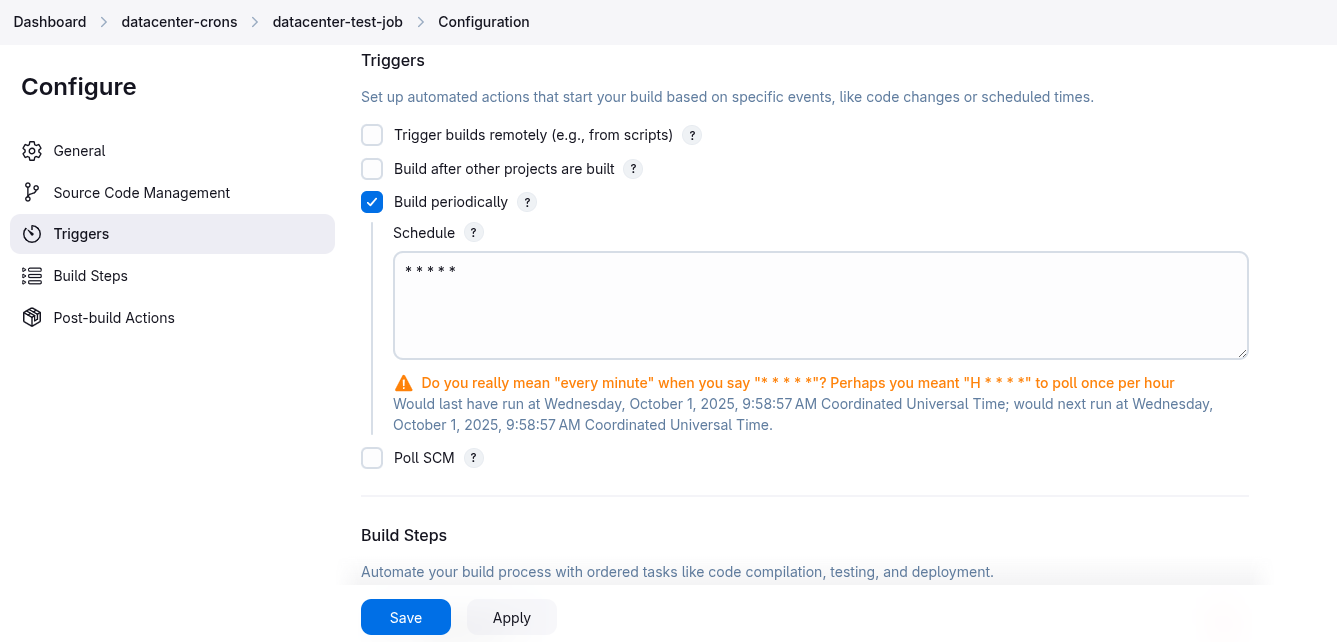 Dashboard > datacenter-crons > datacenter-test-job > Configuration
Configure
General
Source Code Management
Triggers
Build Steps
Post-build Actions
Triggers
Set up automated actions that start your build based on specific events, like code changes or scheduled times.
Trigger builds remotely (e.g., from scripts) ?
Build after other projects are built ?
Build periodically ?
Schedule ?
* * * * *
Do you really mean "every minute" when you say "* * * * *"? Perhaps you meant "H * * * *" to poll once per hour
Would last have run at Wednesday, October 1, 2025, 9:58:57 AM Coordinated Universal Time; would next run at Wednesday,
October 1, 2025, 9:58:57 AM Coordinated Universal Time.
Poll SCM ?
Build Steps
Automate your build process with ordered tasks like code compilation, testing, and deployment.
Save Apply